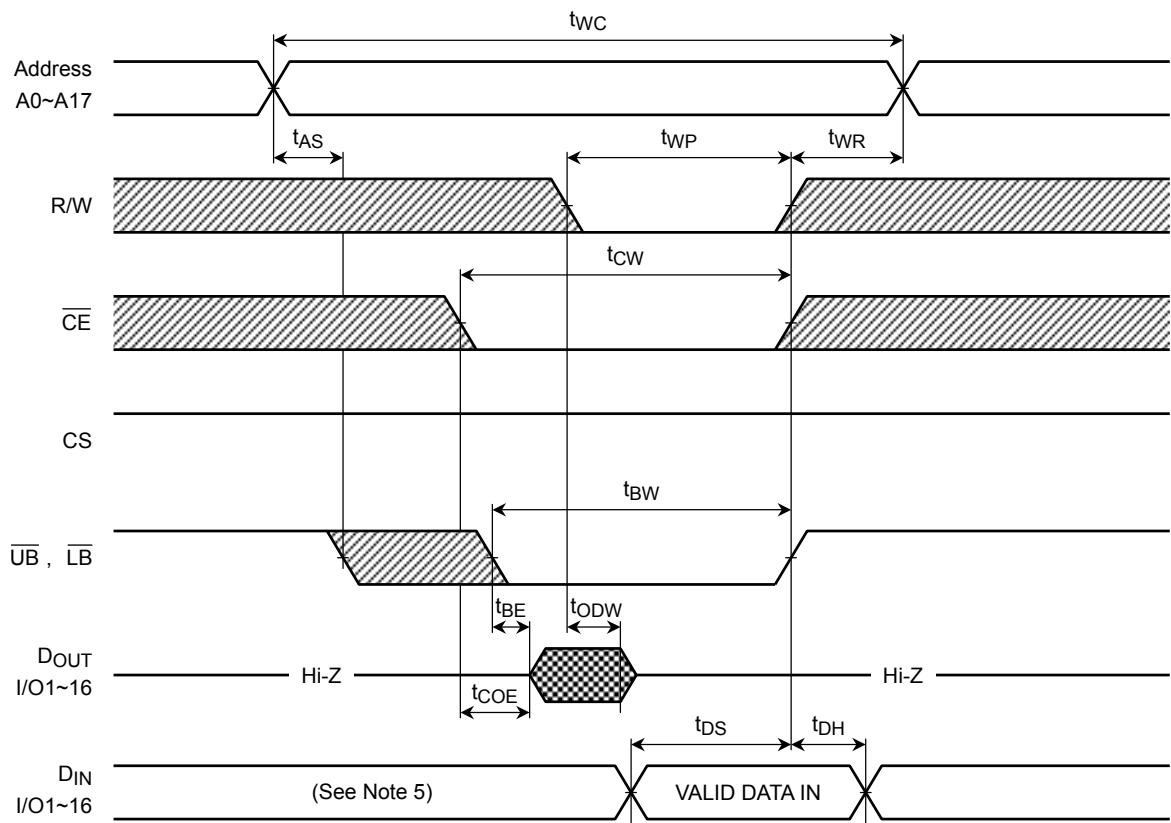 tWC
Address
A0~A17
tAS
tWP
tWR
R/W
tCW
CE
CS
tBW
UB , LB
tBE
tODW
DOUT
I/O1~16
Hi-Z
Hi-Z
tCOE
tDS
tDH
DIN
I/O1~16
(See Note 5)
VALID DATA IN